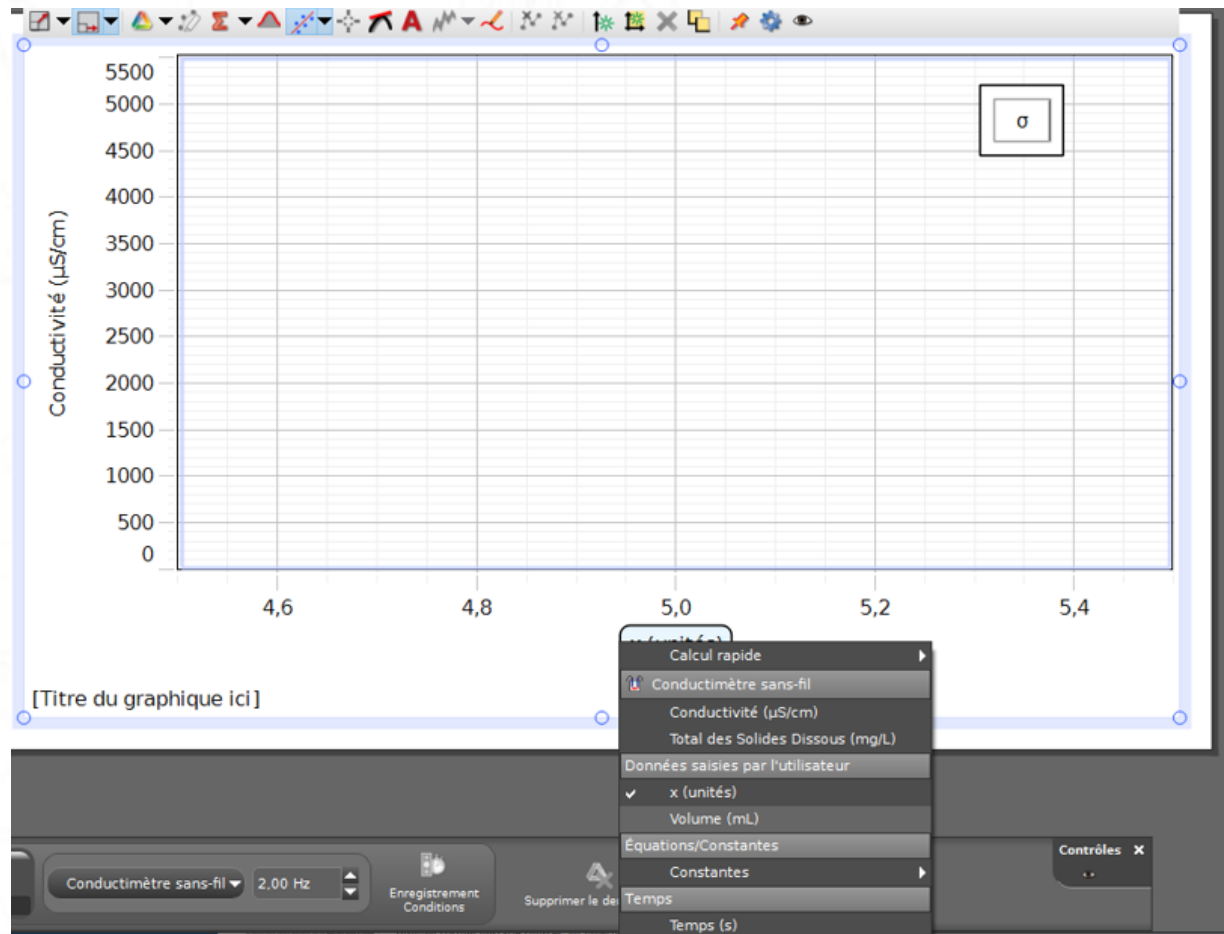 A
5500
5000
4500
4000
3500
3000
2500
2000
1500
1000
500
0
Conductivité (µS/cm)
σ
4,6
4,8
5,0
5,2
5,4
[Titre du graphique ici]
Calcul rapide
Conductimètre sans-fil
Conductivité (µS/cm)
Total des Solides Dissous (mg/L)
Données saisies par l'utilisateur
x (unités)
Volume (mL)
Équations/Constantes
Constantes
Temps
Temps (s)
Conductimètre sans-fil
2,00 Hz
Enregistrement
Conditions
Supprimer le de
Contrôles